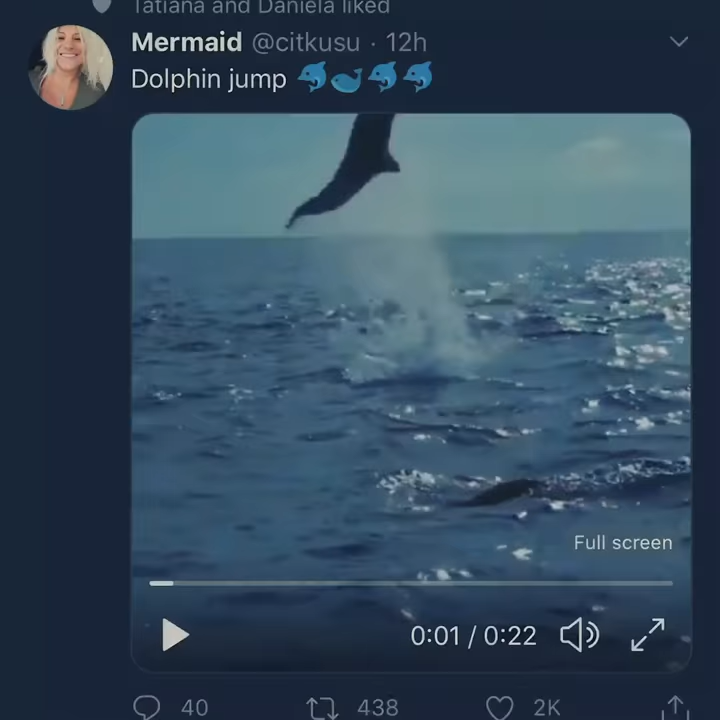 Tatiana and Daniela liked
Mermaid @citkusu · 12h
Dolphin jump 🐬🐋🐬🐬
Full screen
0:01 / 0:22
40 438 2K